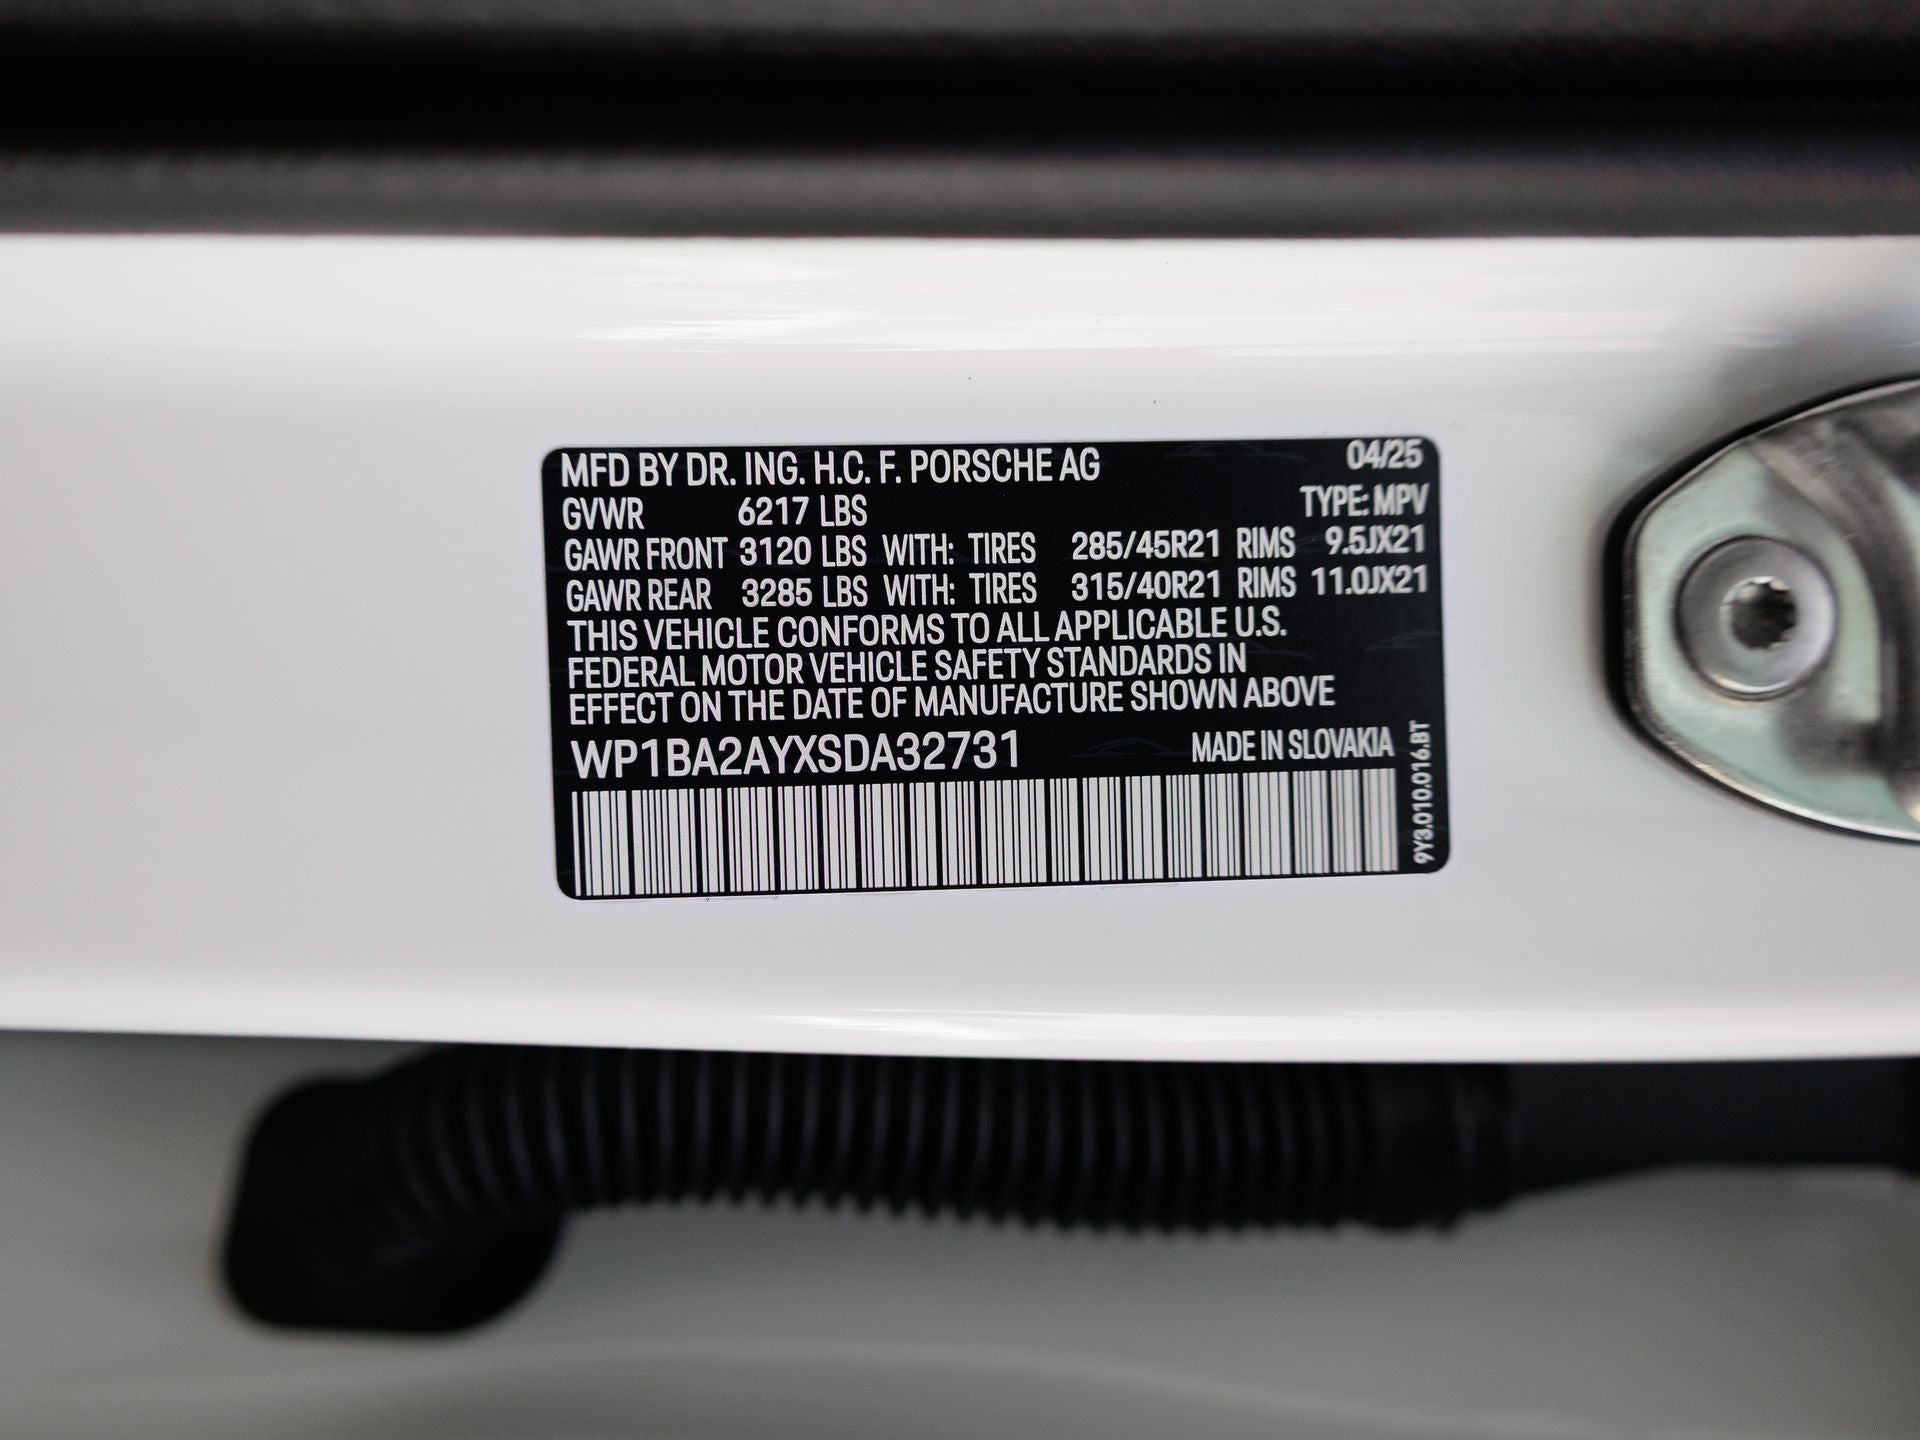 MFD BY DR. ING. H.C. F. PORSCHE AG 04/25
GVWR 6217 LBS TYPE: MPV
GAWR FRONT 3120 LBS WITH: TIRES 285/45R21 RIMS 9.5JX21
GAWR REAR 3285 LBS WITH: TIRES 315/40R21 RIMS 11.0JX21
THIS VEHICLE CONFORMS TO ALL APPLICABLE U.S.
FEDERAL MOTOR VEHICLE SAFETY STANDARDS IN
EFFECT ON THE DATE OF MANUFACTURE SHOWN ABOVE
WP1BA2AYXSDA32731 MADE IN SLOVAKIA
9Y3.010.016.BT